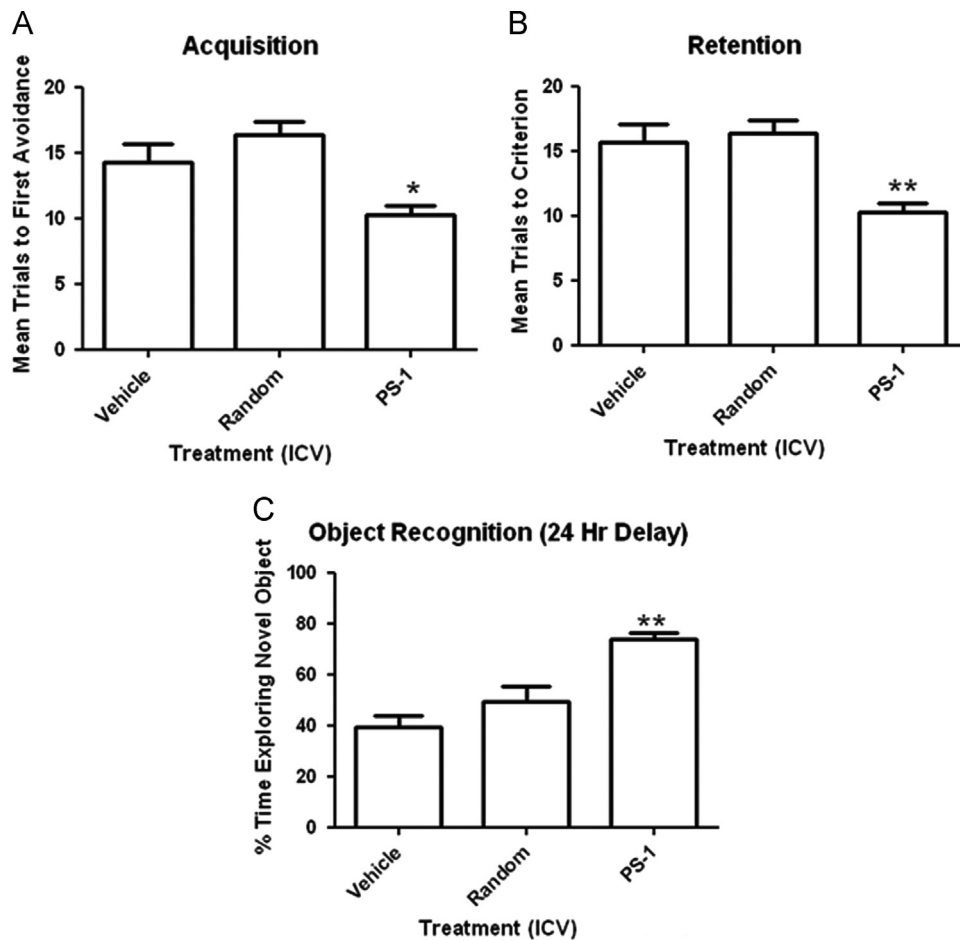 A
Acquisition
Mean Trials to First Avoidance
20
15
10
5
0
*
Vehicle
Random
PS-1
Treatment (ICV)
B
Retention
Mean Trials to Criterion
20
15
10
5
0
**
Vehicle
Random
PS-1
Treatment (ICV)
C
Object Recognition (24 Hr Delay)
% Time Exploring Novel Object
100
80
60
40
20
0
**
Vehicle
Random
PS-1
Treatment (ICV)